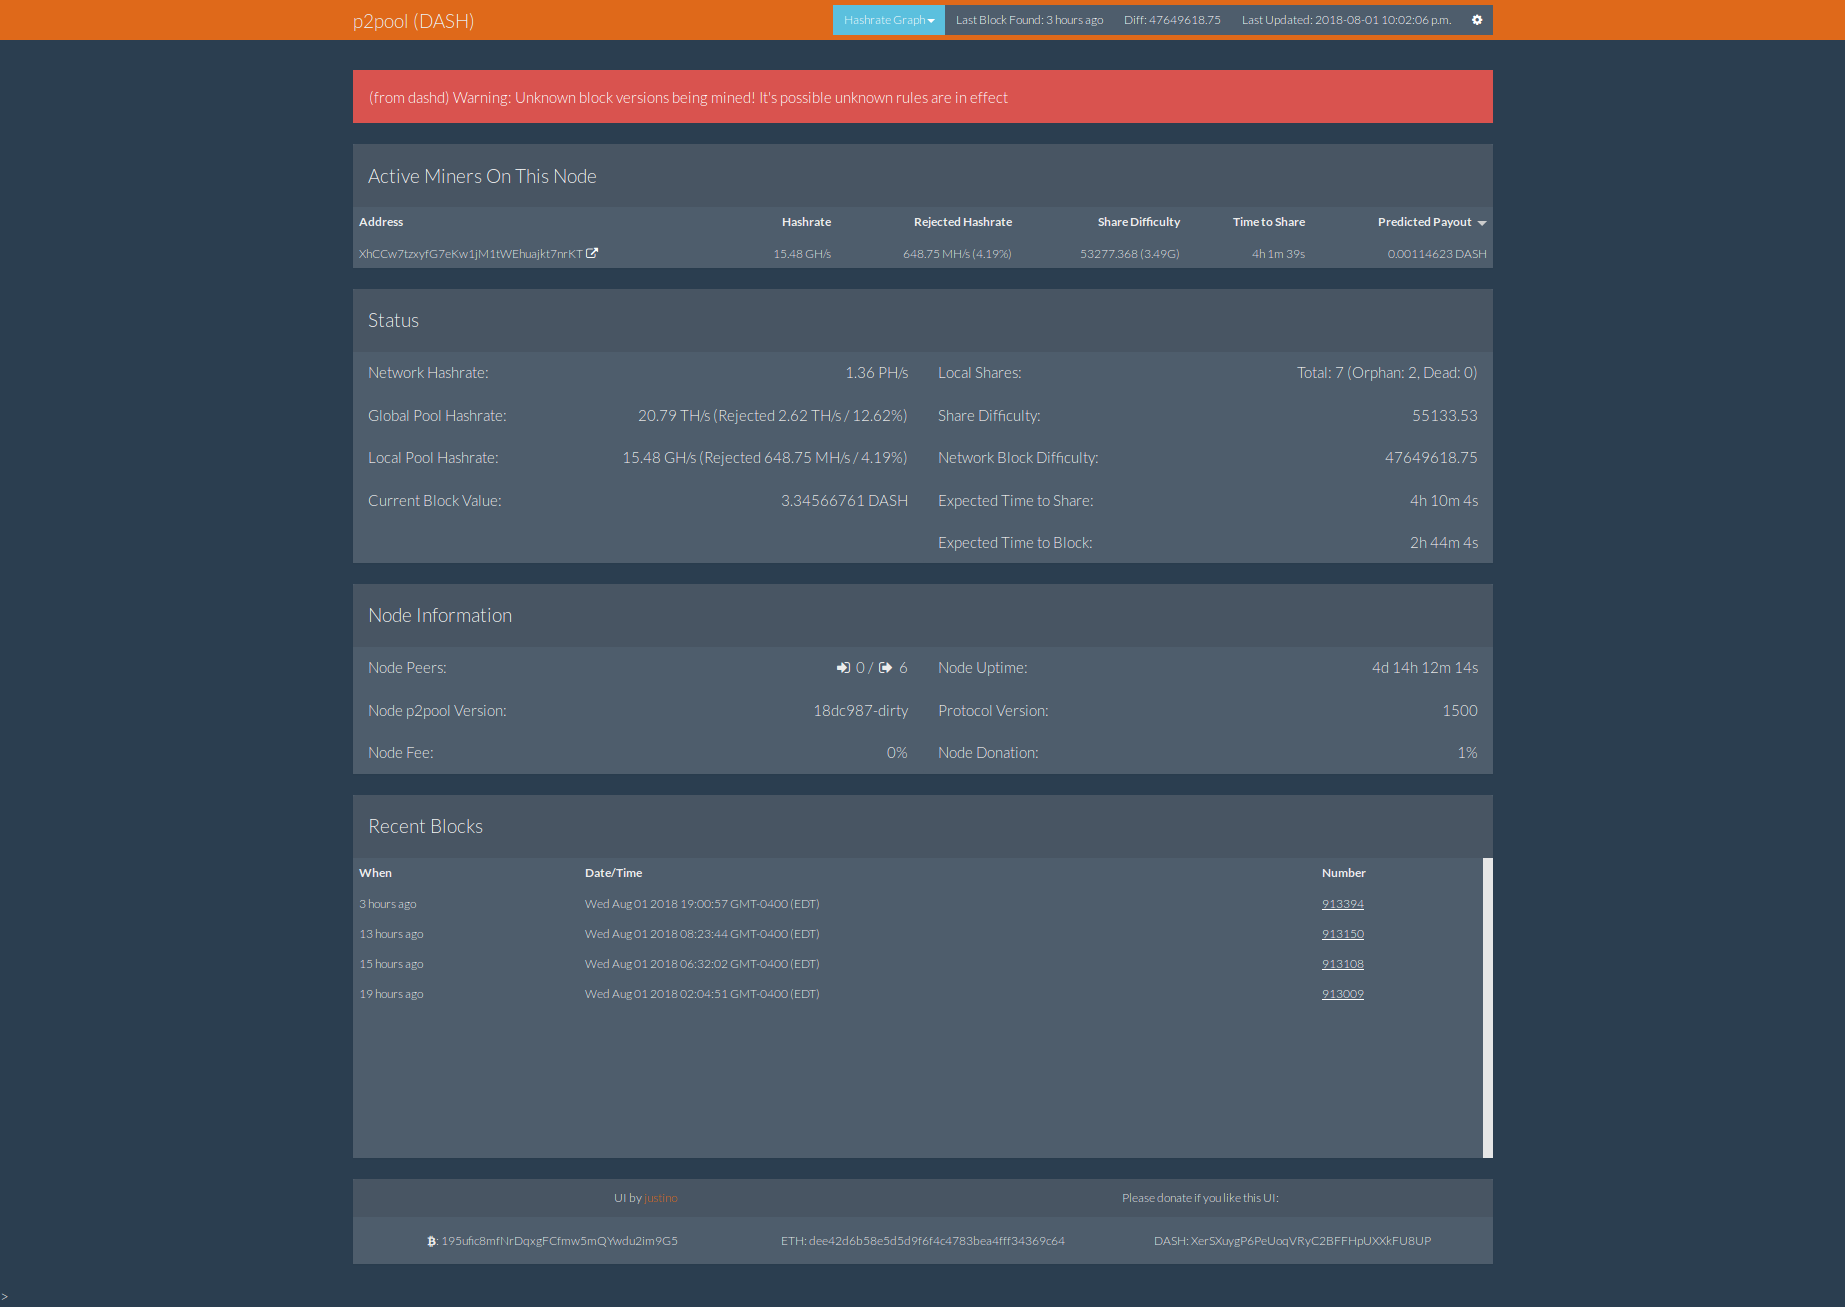 p2pool (DASH)
Hashrate Graph Last Block Found: 3 hours ago Diff: 47649618.75 Last Updated: 2018-08-01 10:02:06 p.m.
(from dashd) Warning: Unknown block versions being mined! It's possible unknown rules are in effect
Active Miners On This Node
Address Hashrate Rejected Hashrate Share Difficulty Time to Share Predicted Payout
XhCCw7tzxyfG7eKw1jM1tWEhuajkt7nrKT 15.48 GH/s 648.75 MH/s (4.19%) 53277.368 (3.49G) 4h 1m 39s 0.00114623 DASH
Status
Network Hashrate: 1.36 PH/s Local Shares: Total: 7 (Orphan: 2, Dead: 0)
Global Pool Hashrate: 20.79 TH/s (Rejected 2.62 TH/s / 12.62%) Share Difficulty: 55133.53
Local Pool Hashrate: 15.48 GH/s (Rejected 648.75 MH/s / 4.19%) Network Block Difficulty: 47649618.75
Current Block Value: 3.34566761 DASH Expected Time to Share: 4h 10m 4s
Expected Time to Block: 2h 44m 4s
Node Information
Node Peers: 0 / 6 Node Uptime: 4d 14h 12m 14s
Node p2pool Version: 18dc987-dirty Protocol Version: 1500
Node Fee: 0% Node Donation: 1%
Recent Blocks
When Date/Time Number
3 hours ago Wed Aug 01 2018 19:00:57 GMT-0400 (EDT) 913394
13 hours ago Wed Aug 01 2018 08:23:44 GMT-0400 (EDT) 913150
15 hours ago Wed Aug 01 2018 06:32:02 GMT-0400 (EDT) 913108
19 hours ago Wed Aug 01 2018 02:04:51 GMT-0400 (EDT) 913009
UI by justino Please donate if you like this UI:
: 195ufic8mfNrDqxgFCfmw5mQYwdu2im9G5 ETH: dee42d6b58e5d5d9f6f4c4783bea4fff34369c64 DASH: XerSXuygP6PeUoqVRyC2BFFHpUXXkFU8UP
>